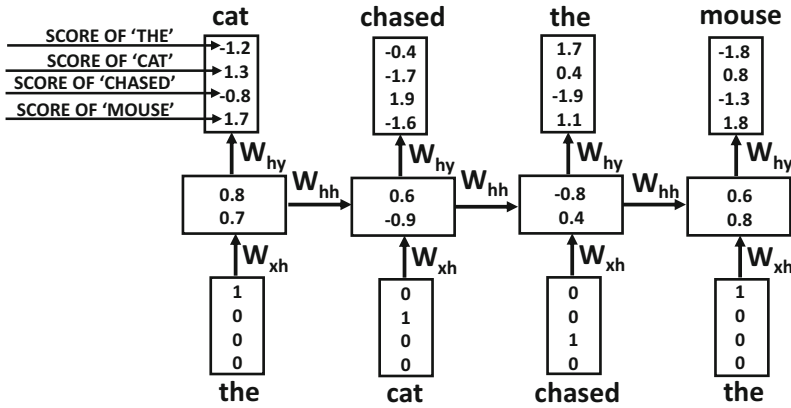 cat chased the mouse
SCORE OF ‘THE’ -1.2 -0.4 1.7 -1.8
SCORE OF ‘CAT’ 1.3 -1.7 0.4 0.8
SCORE OF ‘CHASED’ -0.8 1.9 -1.9 -1.3
SCORE OF ‘MOUSE’ 1.7 -1.6 1.1 1.8
Why Why Why Why
0.8 Whh 0.6 Whh -0.8 Whh 0.6
0.7 -0.9 0.4 0.8
Wxh Wxh Wxh Wxh
1 0 0 1
0 1 0 0
0 0 1 0
0 0 0 0
the cat chased the